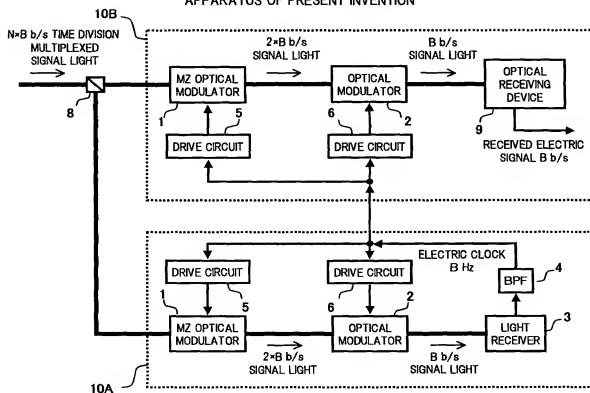 APPARATUS OF PRESENT INVENTION
10B
N×B b/s TIME DIVISION
MULTIPLEXED
SIGNAL LIGHT
8
MZ OPTICAL
MODULATOR
1
2×B b/s
SIGNAL LIGHT
OPTICAL
MODULATOR
2
B b/s
SIGNAL LIGHT
OPTICAL
RECEIVING
DEVICE
9
5
DRIVE CIRCUIT
6
DRIVE CIRCUIT
RECEIVED ELECTRIC
SIGNAL B b/s
ELECTRIC CLOCK
B Hz
DRIVE CIRCUIT
5
DRIVE CIRCUIT
6
BPF
4
1
MZ OPTICAL
MODULATOR
2
OPTICAL
MODULATOR
LIGHT
RECEIVER
3
2×B b/s
SIGNAL LIGHT
B b/s
SIGNAL LIGHT
10A